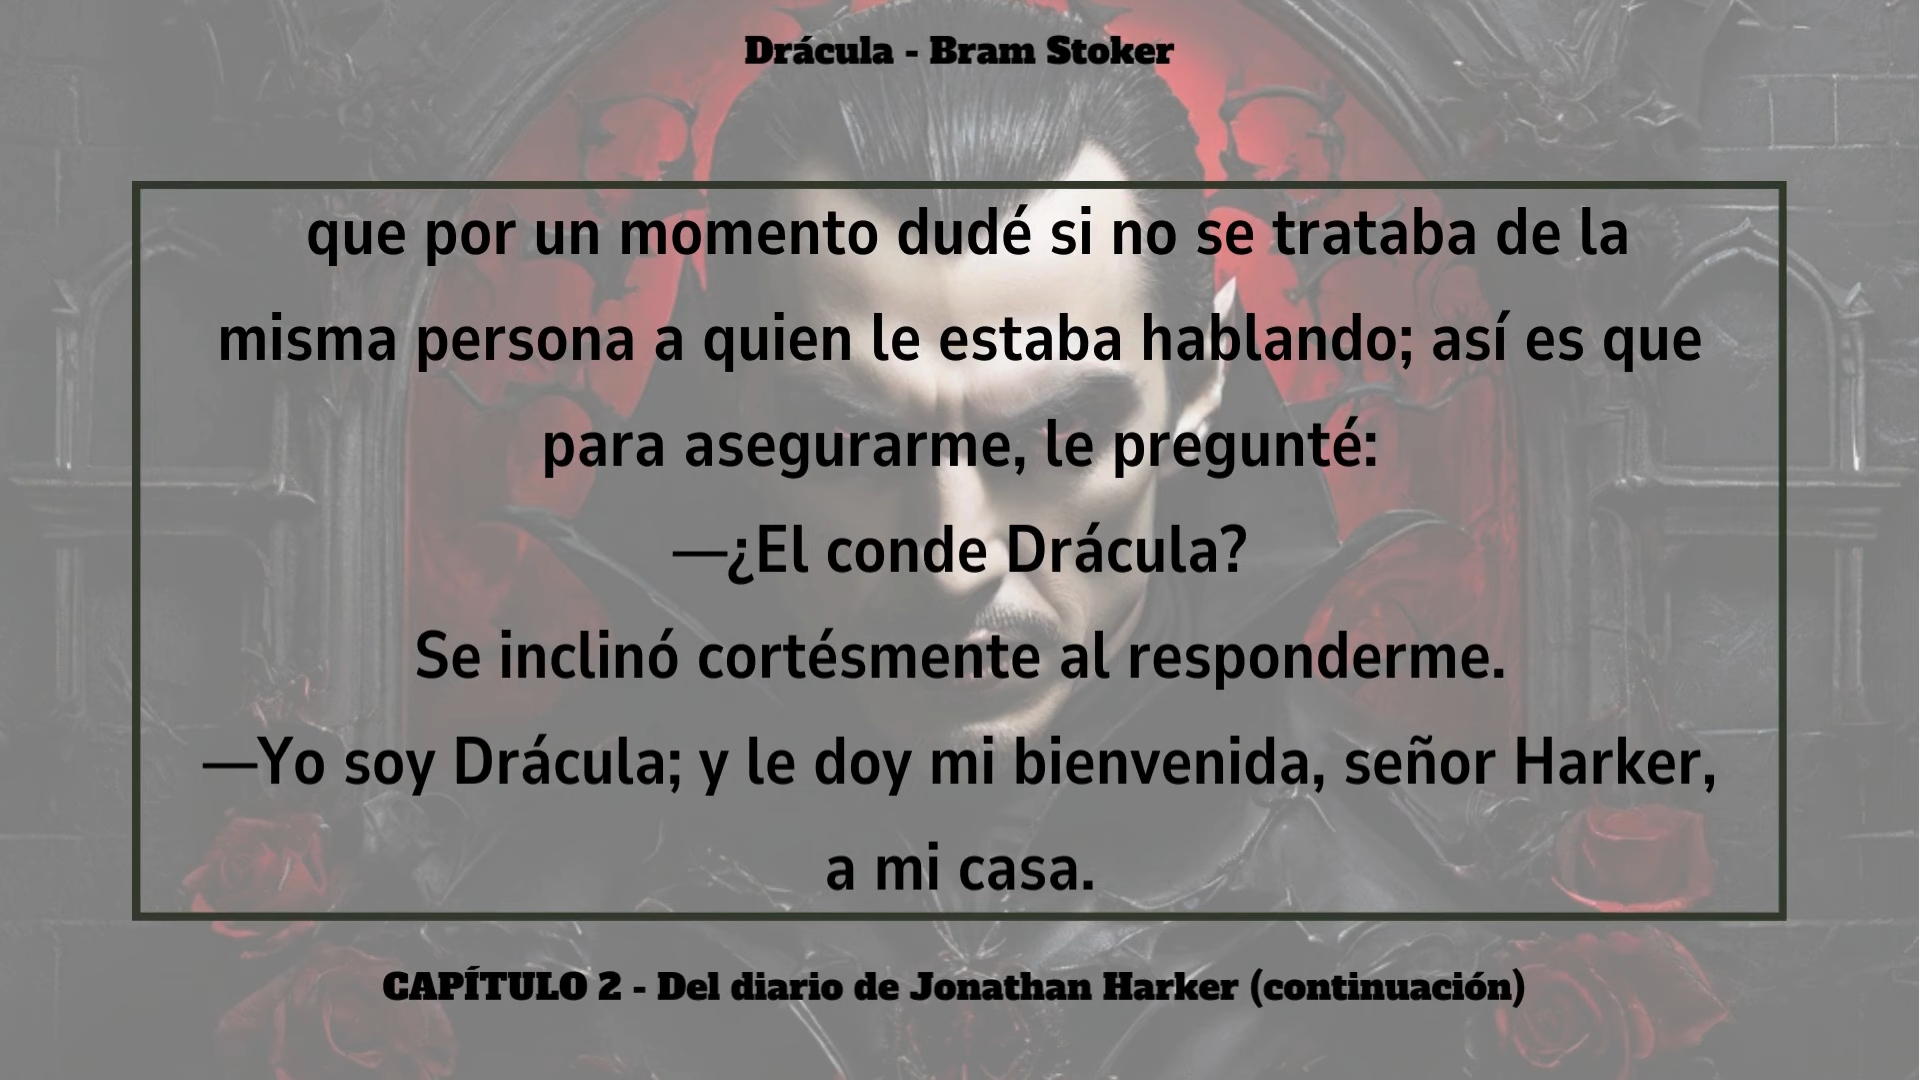 Drácula - Bram Stoker
que por un momento dudé si no se trataba de la
misma persona a quien le estaba hablando; así es que
para asegurarme, le pregunté:
—¿El conde Drácula?
Se inclinó cortésmente al responderme.
—Yo soy Drácula; y le doy mi bienvenida, señor Harker,
a mi casa.
CAPÍTULO 2 - Del diario de Jonathan Harker (continuación)